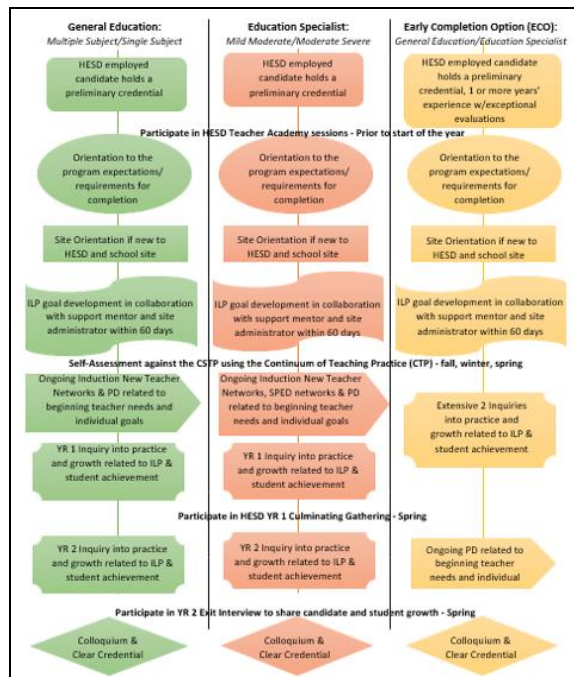 General Education:
Multiple Subject/Single Subject
Education Specialist:
Mild Moderate/Moderate Severe
Early Completion Option (ECO):
General Education/Education Specialist
HESD employed
candidate holds a
preliminary credential
HESD employed
candidate holds a
preliminary credential
HESD employed candidate
holds a preliminary
credential, 1 or more years'
experience w/exceptional
evaluations
Participate in HESD Teacher Academy sessions - Prior to start of the year
Orientation to the
program expectations/
requirements for
completion
Orientation to the
program expectations/
requirements for
completion
Orientation to the
program expectations/
requirements for
completion
Site Orientation if new to
HESD and school site
Site Orientation if new to
HESD and school site
Site Orientation if new to
HESD and school site
ILP goal development in collaboration
with support mentor and site
administrator within 60 days
ILP goal development in collaboration
with support mentor and site
administrator within 60 days
ILP goal development in collaboration
with support mentor and site
administrator within 60 days
Self-Assessment against the CSTP using the Continuum of Teaching Practice (CTP) - fall, winter, spring
Ongoing Induction New Teacher
Networks & PD related to
beginning teacher needs and
individual goals
Ongoing Induction New Teacher
Networks, SPED networks & PD
related to beginning teacher
needs and individual goals
Extensive 2 Inquiries
into practice and
growth related to ILP &
student achievement
YR 1 Inquiry into practice
and growth related to ILP &
student achievement
YR 1 Inquiry into practice
and growth related to ILP &
student achievement
Participate in HESD YR 1 Culminating Gathering - Spring
YR 2 Inquiry into practice
and growth related to ILP
& student achievement
YR 2 Inquiry into practice
and growth related to ILP
& student achievement
Ongoing PD related to
beginning teacher
needs and individual
Participate in YR 2 Exit Interview to share candidate and student growth - Spring
Colloquium &
Clear Credential
Colloquium &
Clear Credential
Colloquium &
Clear Credential